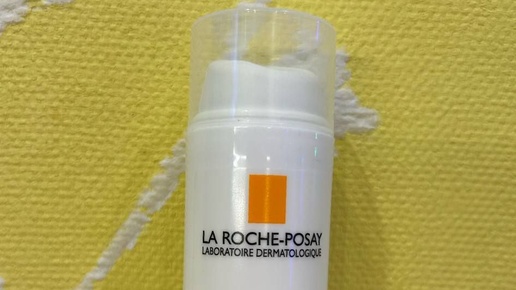 LA ROCHE-POSAY
LABORATOIRE DERMATOLOGIQUE